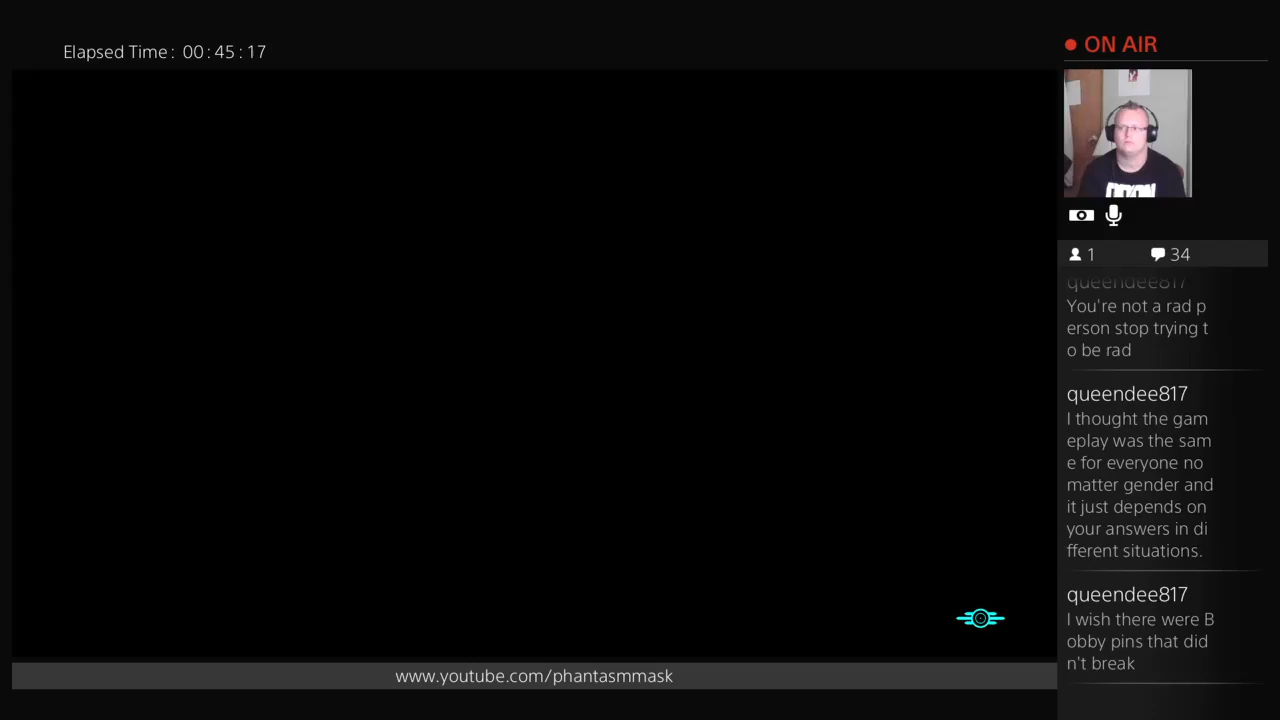 Elapsed Time: 00:45:17
ON AIR
1 34
queendee817
You're not a rad p
erson stop trying t
o be rad
queendee817
I thought the gam
eplay was the sam
e for everyone no
matter gender and
it just depends on
your answers in di
fferent situations.
queendee817
I wish there were B
obby pins that did
n't break
www.youtube.com/phantasmmask